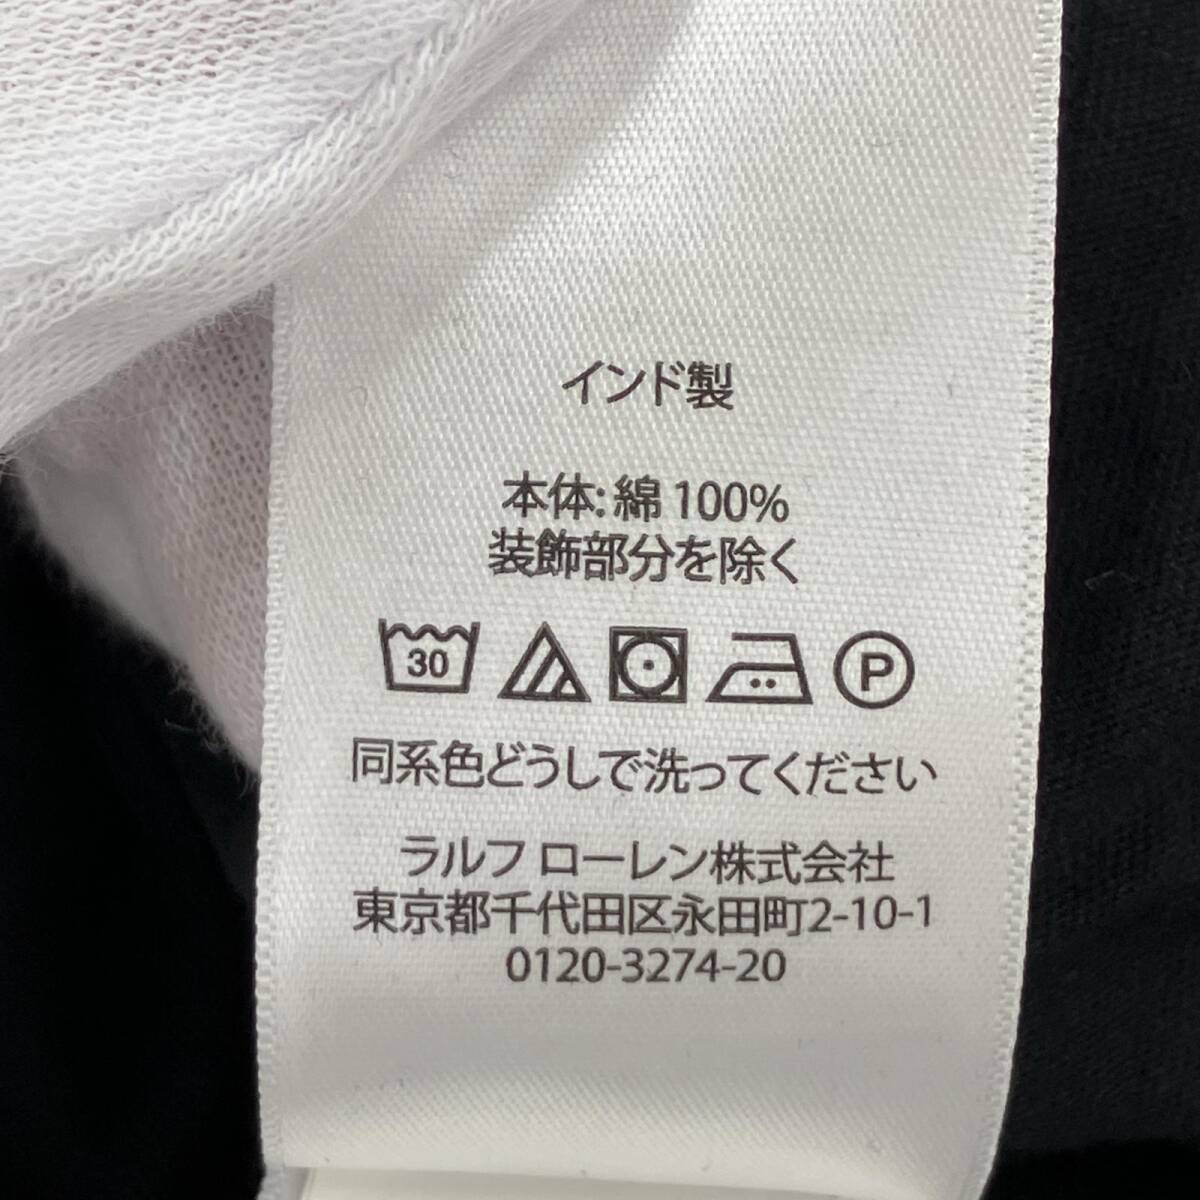 インド製
本体: 綿 100%
装飾部分を除く
30 P
同系色どうしで洗ってください
ラルフ ローレン株式会社
東京都千代田区永田町2-10-1
0120-3274-20